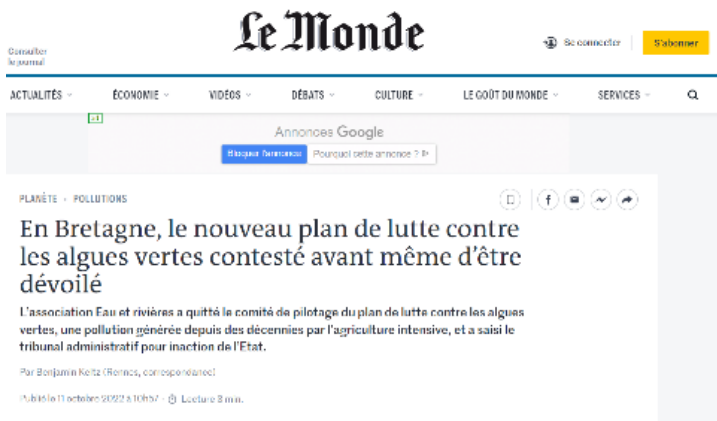 Le Monde
Consulter
le journal
Se connecter
S'abonner
ACTUALITÉS
ÉCONOMIE
VIDÉOS
DÉBATS
CULTURE
LE GOÛT DU MONDE
SERVICES
Annonces Google
Bloquer l'annonce
Pourquoi cette annonce ?
PLANÈTE • POLLUTIONS
En Bretagne, le nouveau plan de lutte contre
les algues vertes contesté avant même d'être
dévoilé
L'association Eau et rivières a quitté le comité de pilotage du plan de lutte contre les algues
vertes, une pollution générée depuis des décennies par l'agriculture intensive, et a saisi le
tribunal administratif pour inaction de l'Etat.
Par Benjamin Keltz (Rennes, correspondance)
Publié le 11 octobre 2022 à 10h57 - Lecture 3 min.